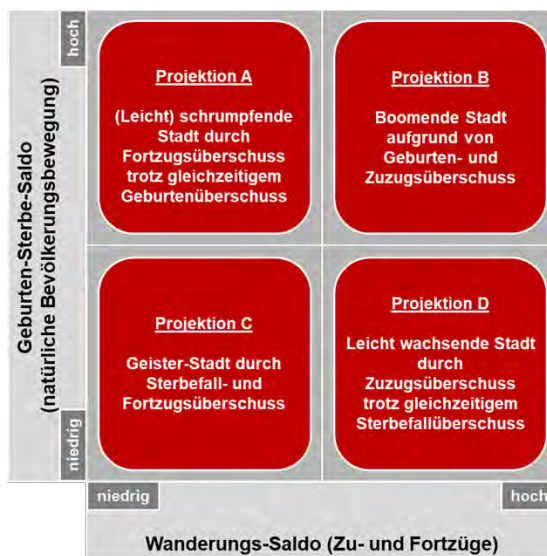 Geburten-Sterbe-Saldo
(natürliche Bevölkerungsbewegung)
hoch
niedrig
Projektion A
(Leicht) schrumpfende
Stadt durch
Fortzugsüberschuss
trotz gleichzeitigem
Geburtenüberschuss
Projektion B
Boomende Stadt
aufgrund von
Geburten- und
Zuzugsüberschuss
Projektion C
Geister-Stadt durch
Sterbefall- und
Fortzugsüberschuss
Projektion D
Leicht wachsende Stadt
durch
Zuzugsüberschuss
trotz gleichzeitigem
Sterbefallüberschuss
niedrig
hoch
Wanderungs-Saldo (Zu- und Fortzüge)